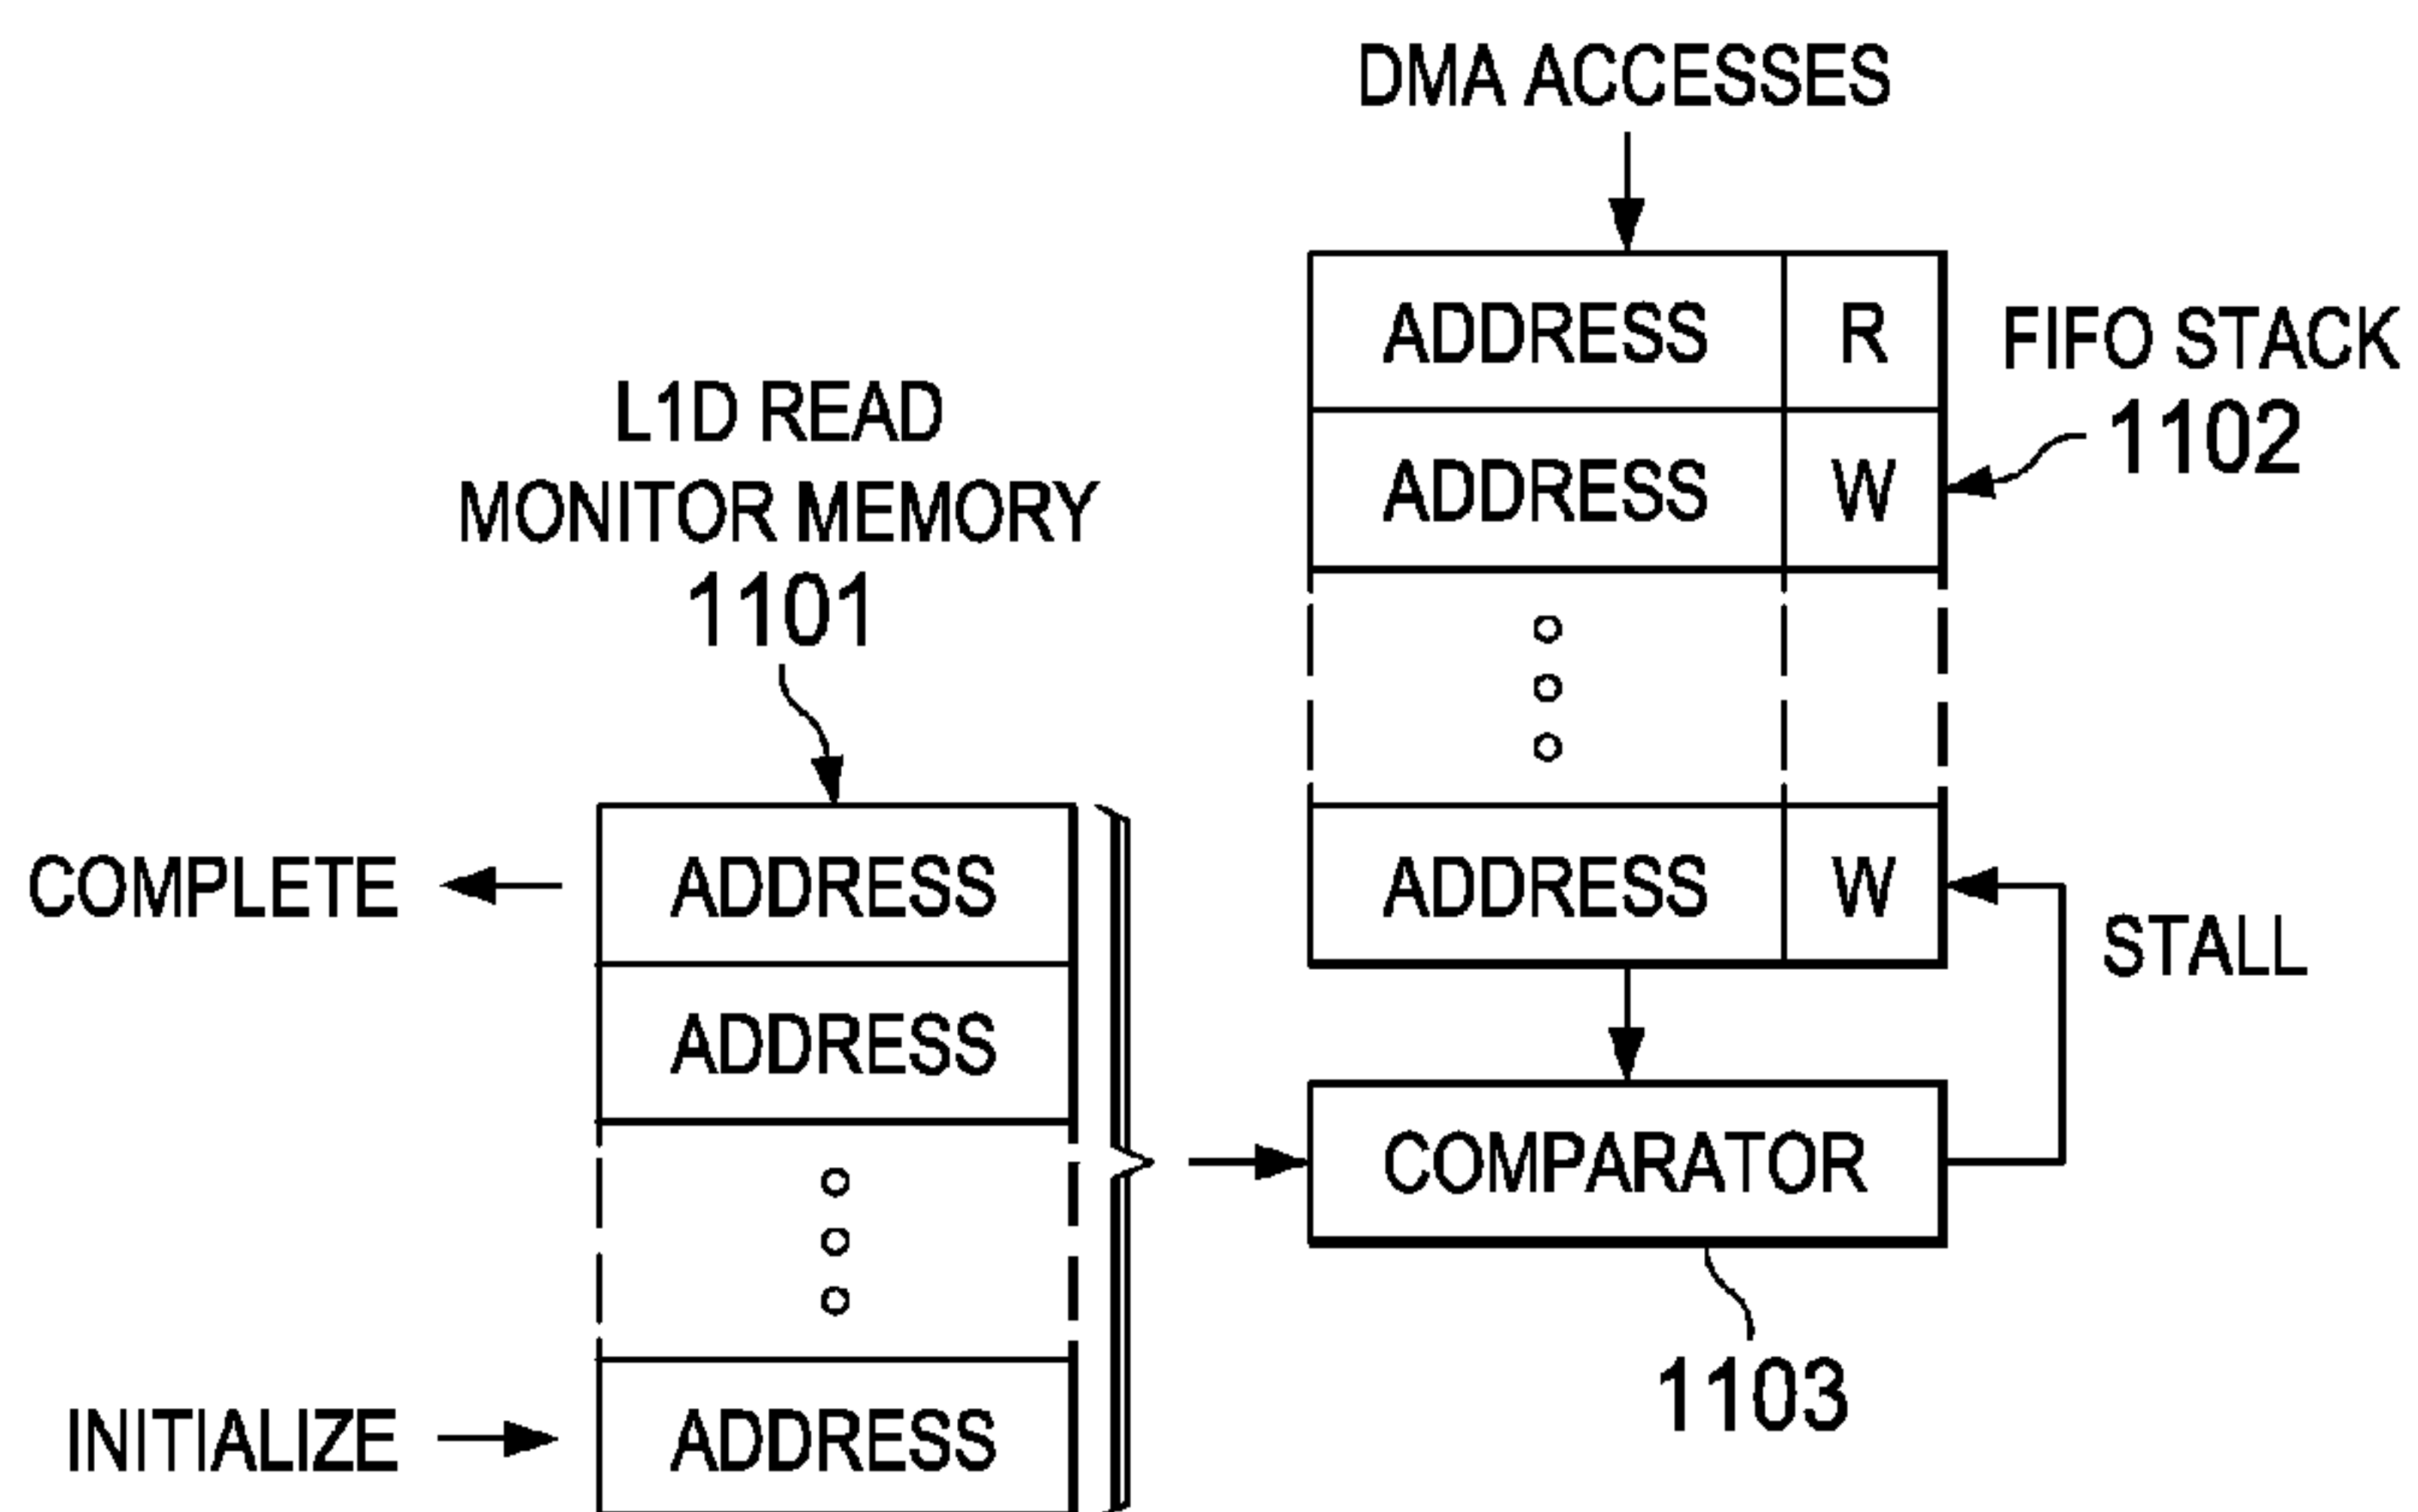 DMA ACCESSES
ADDRESS R
FIFO STACK
1102
ADDRESS W
ADDRESS W
STALL
COMPARATOR
1103
L1D READ
MONITOR MEMORY
1101
COMPLETE
ADDRESS
ADDRESS
INITIALIZE
ADDRESS